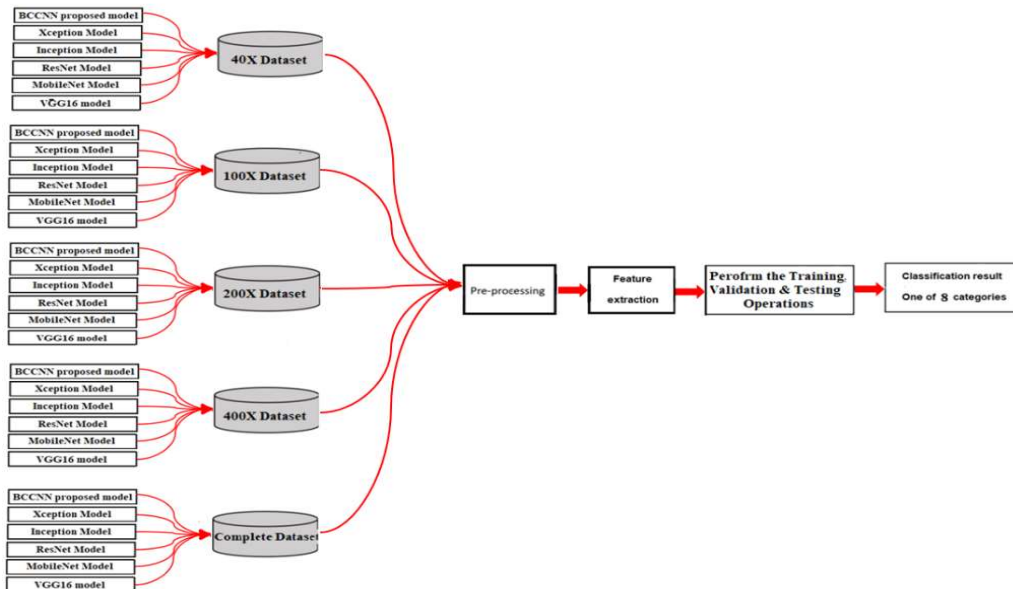 BCCNN proposed model
Xception Model
Inception Model
ResNet Model
MobileNet Model
VGG16 model
40X Dataset
BCCNN proposed model
Xception Model
Inception Model
ResNet Model
MobileNet Model
VGG16 model
100X Dataset
BCCNN proposed model
Xception Model
Inception Model
ResNet Model
MobileNet Model
VGG16 model
200X Dataset
BCCNN proposed model
Xception Model
Inception Model
ResNet Model
MobileNet Model
VGG16 model
400X Dataset
BCCNN proposed model
Xception Model
Inception Model
ResNet Model
MobileNet Model
VGG16 model
Complete Dataset
Pre-processing
Feature
extraction
Perofrm the Training,
Validation & Testing
Operations
Classification result
One of 8 categories